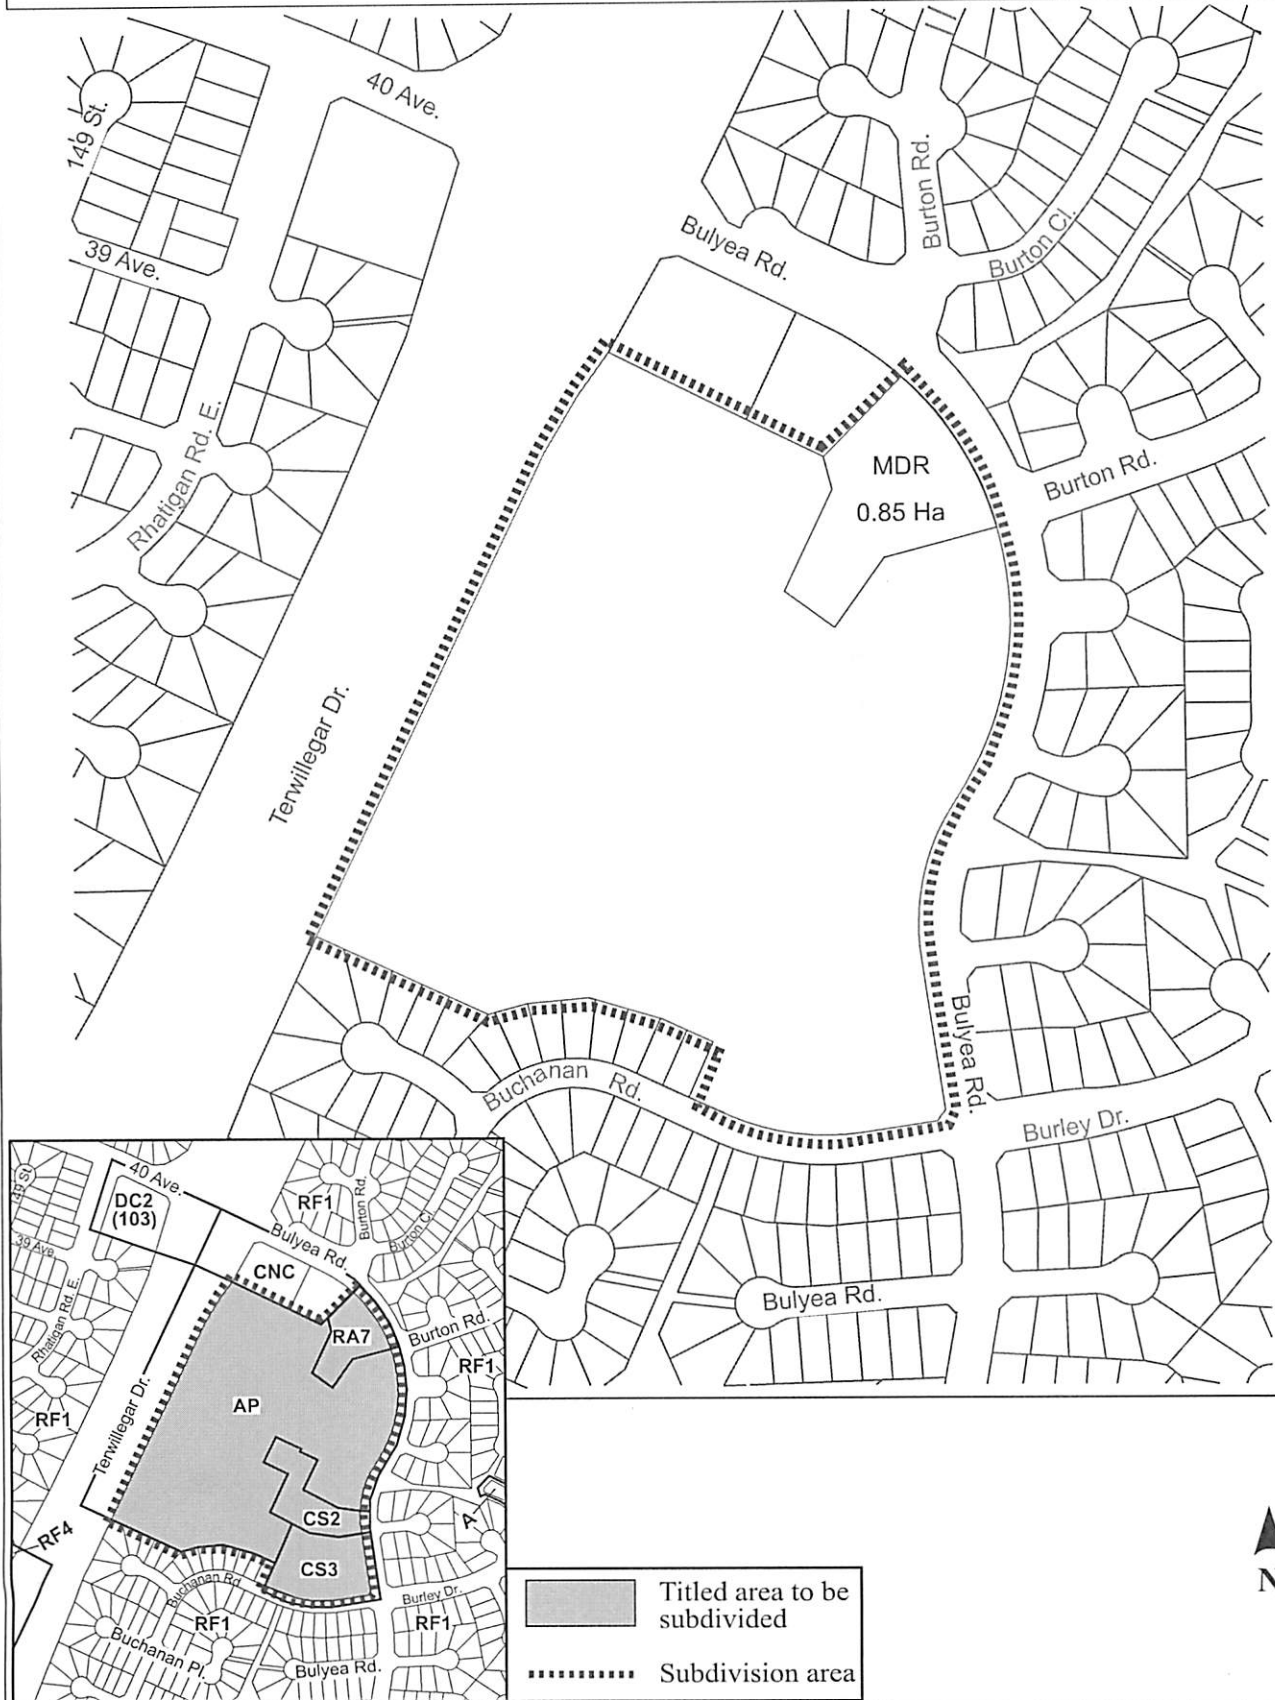 40 Ave.
149 St.
39 Ave.
Bulyea Rd.
Burton Rd.
Burton Cl.
Rhatigan Rd. E.
MDR
0.85 Ha
Burton Rd.
Terwillegar Dr.
Bulyea Rd.
Buchanan Rd.
Burley Dr.
Bulyea Rd.
40 Ave.
DC2
(103)
RF1
Burton Rd.
Bulyea Rd.
39 Ave.
CNC
Rhatigan Rd. E.
RA7
Burton Rd.
RF1
AP
RF1
Terwillegar Dr.
CS2
A
RF4
CS3
Buchanan Rd.
Burley Dr.
RF1
RF1
Buchanan Pl.
Bulyea Rd.
Titled area to be
subdivided
Subdivision area
N